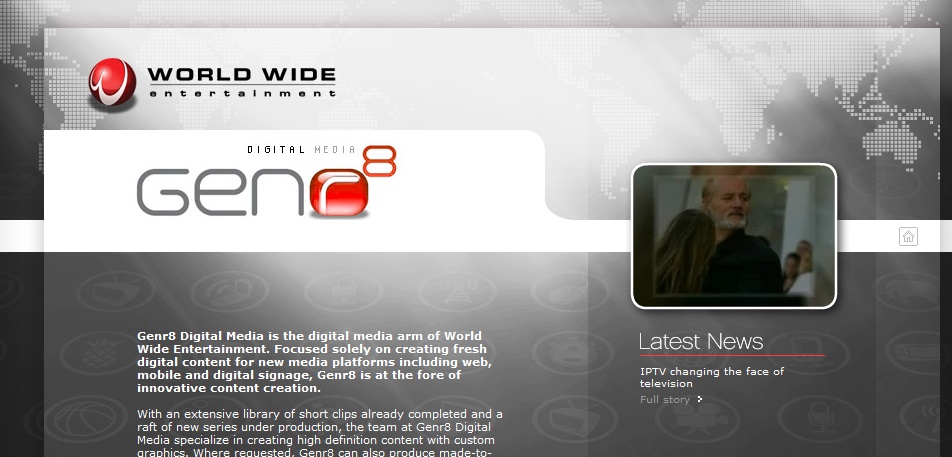 WORLD WIDE
entertainment
DIGITAL MEDIA
Genr8
Genr8 Digital Media is the digital media arm of World
Wide Entertainment. Focused solely on creating fresh
digital content for new media platforms including web,
mobile and digital signage, Genr8 is at the fore of
innovative content creation.
With an extensive library of short clips already completed and a
raft of new series under production, the team at Genr8 Digital
Media specialize in creating high definition content with custom
graphics. Where requested, Genr8 can also produce made-to-
Latest News
IPTV changing the face of
television
Full story